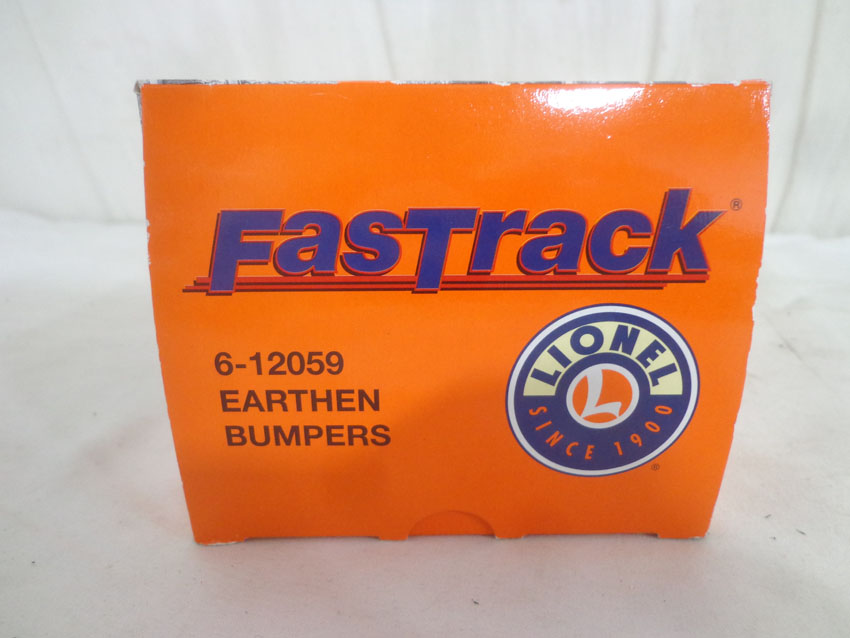 FasTrack®
6-12059
EARTHEN
BUMPERS
LIONEL
L
SINCE 1900
®